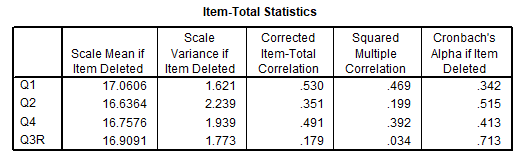 Item-Total Statistics
Scale Mean if Item Deleted Scale Variance if Item Deleted Corrected Item-Total Correlation Squared Multiple Correlation Cronbach's Alpha if Item Deleted
Q1 17.0606 1.621 .530 .469 .342
Q2 16.6364 2.239 .351 .199 .515
Q4 16.7576 1.939 .491 .392 .413
Q3R 16.9091 1.773 .179 .034 .713